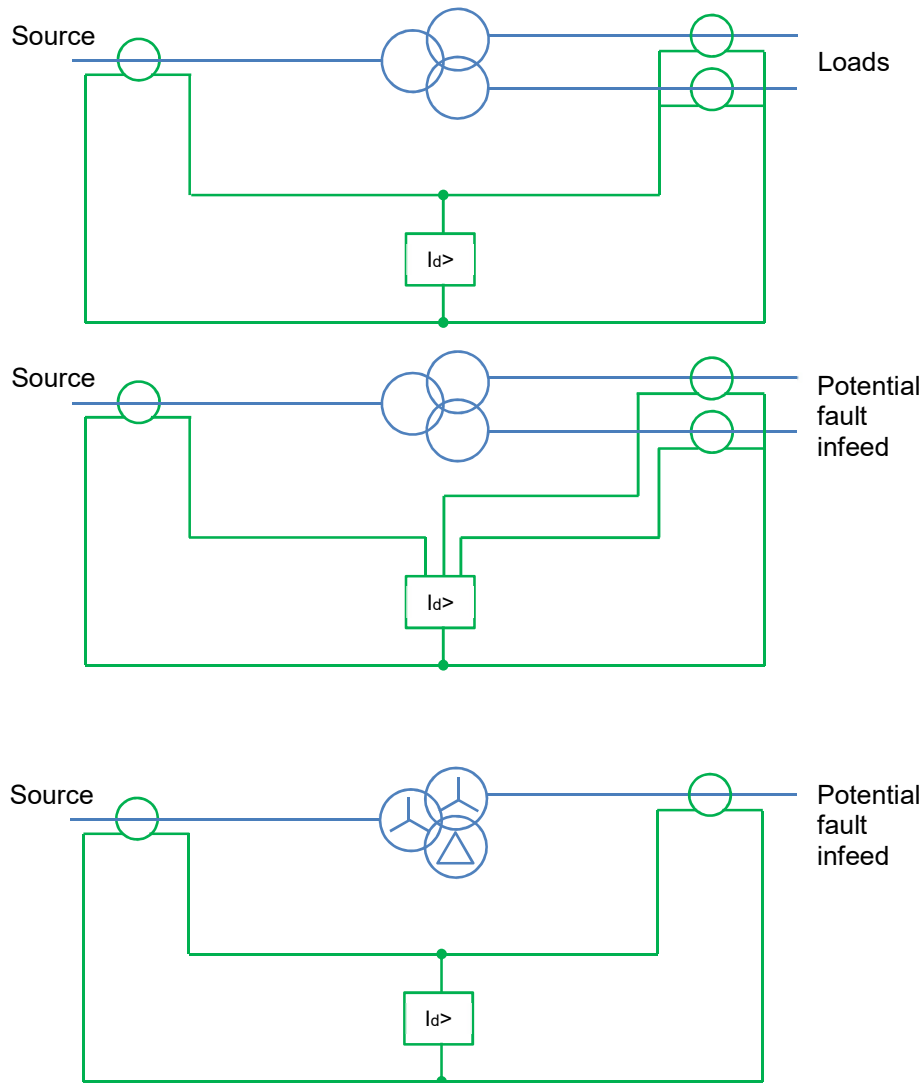 Source
Loads
Id>
Source
Potential
fault
infeed
Id>
Source
Potential
fault
infeed
Id>